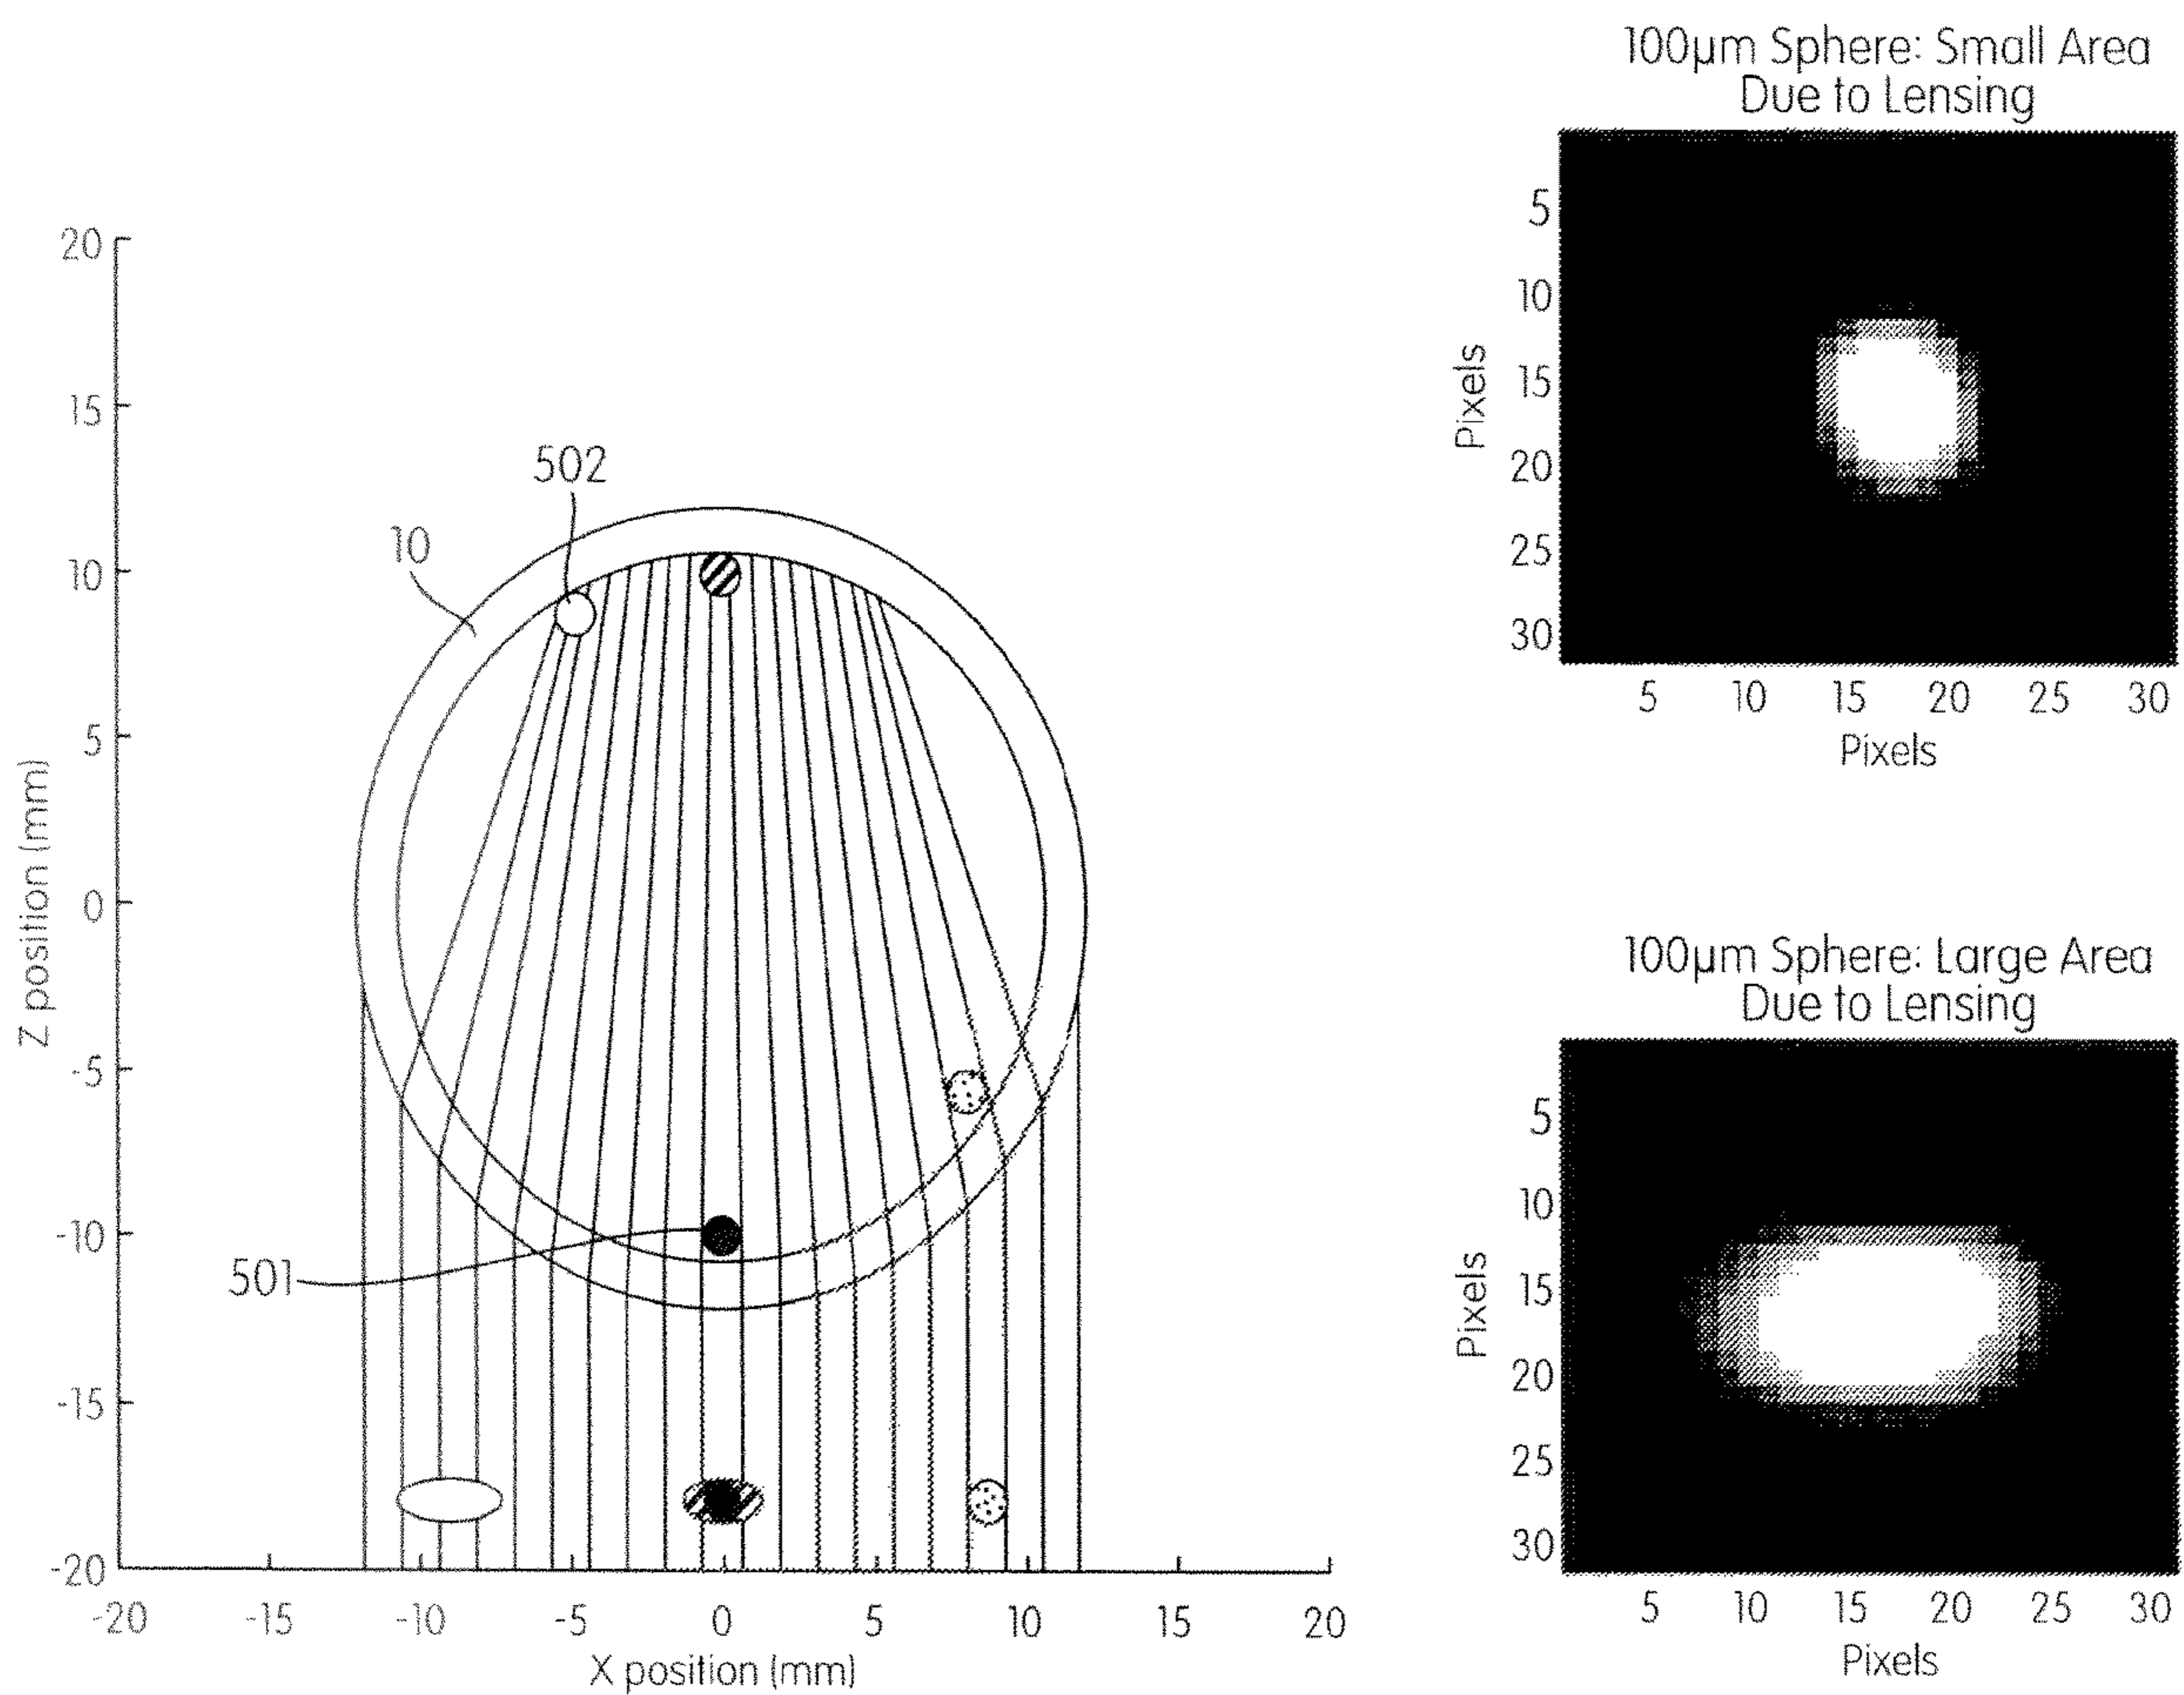 20
15
10
5
0
-5
-10
-15
-20
Z position (mm)
-20 -15 -10 -5 0 5 10 15 20
X position (mm)
502
10
501
100µm Sphere: Small Area
Due to Lensing
5
10
15
20
25
30
Pixels
5 10 15 20 25 30
Pixels
100µm Sphere: Large Area
Due to Lensing
5
10
15
20
25
30
Pixels
5 10 15 20 25 30
Pixels